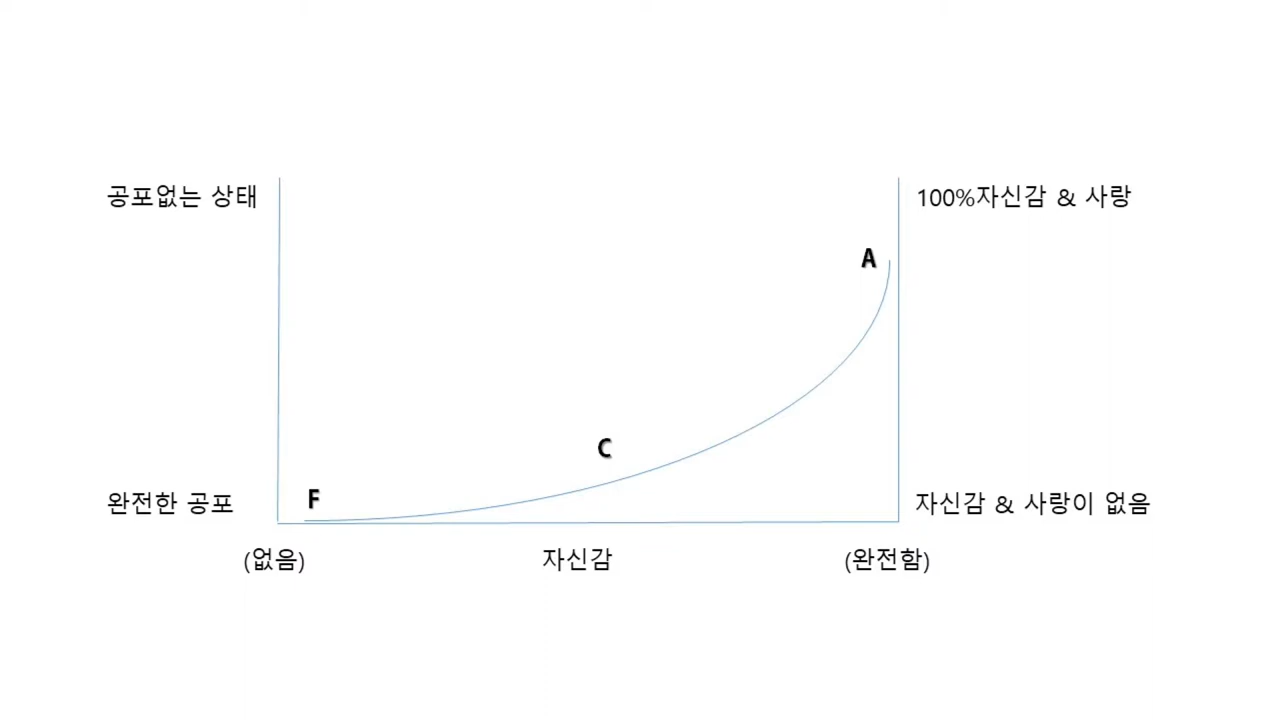 공포없는 상태
100%자신감 & 사랑
A
C
F
완전한 공포
자신감 & 사랑이 없음
(없음)
자신감
(완전함)